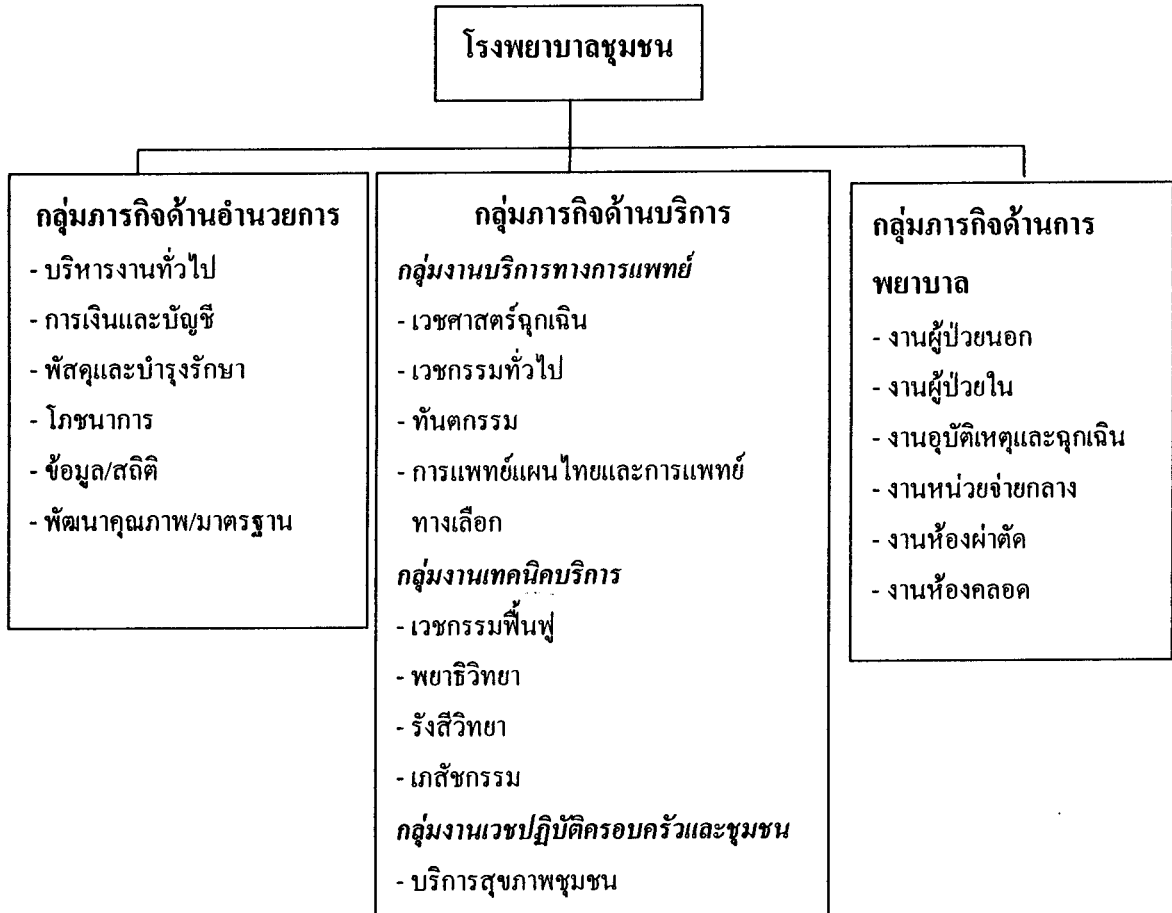 โรงพยาบาลชุมชน
กลุ่มภารกิจด้านอำนวยการ
- บริหารงานทั่วไป
- การเงินและบัญชี
- พัสดุและบำรุงรักษา
- โภชนาการ
- ข้อมูล/สถิติ
- พัฒนาคุณภาพ/มาตรฐาน
กลุ่มภารกิจด้านบริการ
กลุ่มงานบริการทางการแพทย์
- เวชศาสตร์ฉุกเฉิน
- เวชกรรมทั่วไป
- ทันตกรรม
- การแพทย์แผนไทยและการแพทย์
ทางเลือก
กลุ่มงานเทคนิคบริการ
- เวชกรรมฟื้นฟู
- พยาธิวิทยา
- รังสีวิทยา
- เภสัชกรรม
กลุ่มงานเวชปฏิบัติครอบครัวและชุมชน
- บริการสุขภาพชุมชน
กลุ่มภารกิจด้านการ
พยาบาล
- งานผู้ป่วยนอก
- งานผู้ป่วยใน
- งานอุบัติเหตุและฉุกเฉิน
- งานหน่วยจ่ายกลาง
- งานห้องผ่าตัด
- งานห้องคลอด